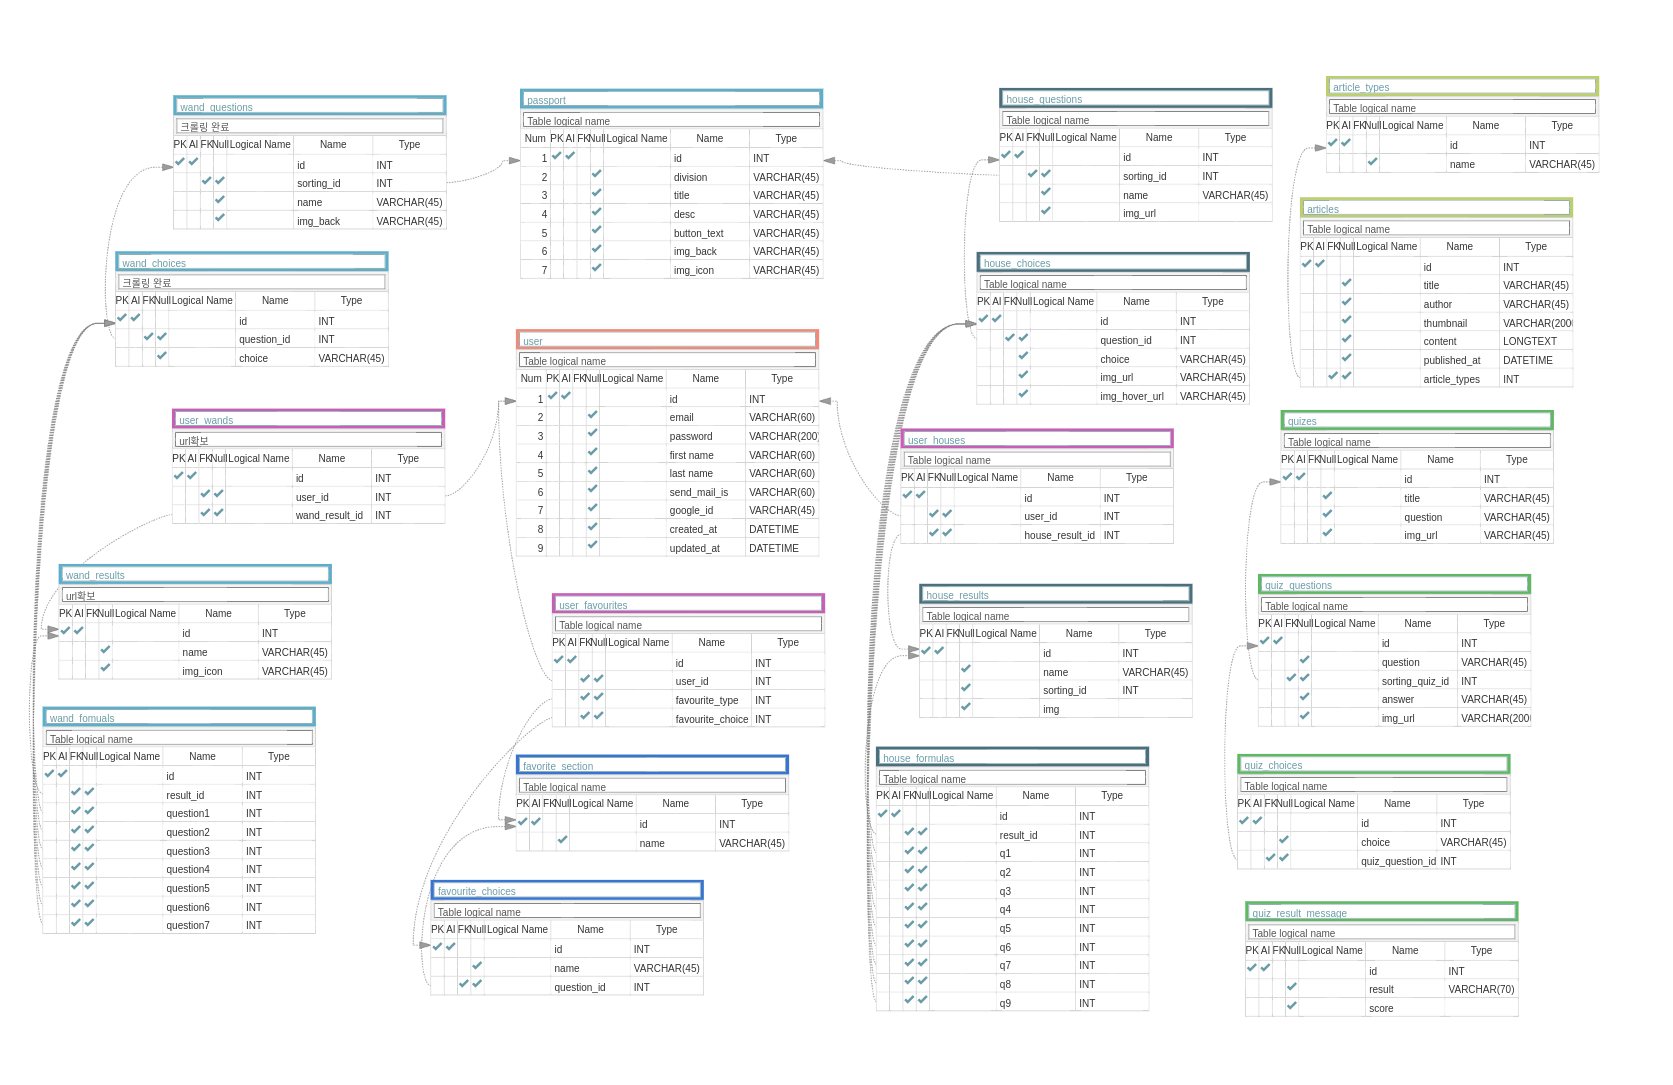 wand_questions
크롤링 완료
PK AI FK Null Logical Name Name Type
id INT
sorting_id INT
name VARCHAR(45)
img_back VARCHAR(45)
wand_choices
크롤링 완료
PK AI FK Null Logical Name Name Type
id INT
question_id INT
choice VARCHAR(45)
user_wands
url확보
PK AI FK Null Logical Name Name Type
id INT
user_id INT
wand_result_id INT
wand_results
url확보
PK AI FK Null Logical Name Name Type
id INT
name VARCHAR(45)
img_icon VARCHAR(45)
wand_fomuals
Table logical name
PK AI FK Null Logical Name Name Type
id INT
result_id INT
question1 INT
question2 INT
question3 INT
question4 INT
question5 INT
question6 INT
question7 INT
passport
Table logical name
Num PK AI FK Null Logical Name Name Type
1 id INT
2 division VARCHAR(45)
3 title VARCHAR(45)
4 desc VARCHAR(45)
5 button_text VARCHAR(45)
6 img_back VARCHAR(45)
7 img_icon VARCHAR(45)
user
Table logical name
Num PK AI FK Null Logical Name Name Type
1 id INT
2 email VARCHAR(60)
3 password VARCHAR(200)
4 first name VARCHAR(60)
5 last name VARCHAR(60)
6 send_mail_is VARCHAR(60)
7 google_id VARCHAR(45)
8 created_at DATETIME
9 updated_at DATETIME
user_favourites
Table logical name
PK AI FK Null Logical Name Name Type
id INT
user_id INT
favourite_type INT
favourite_choice INT
favorite_section
Table logical name
PK AI FK Null Logical Name Name Type
id INT
name VARCHAR(45)
favourite_choices
Table logical name
PK AI FK Null Logical Name Name Type
id INT
name VARCHAR(45)
question_id INT
house_questions
Table logical name
PK AI FK Null Logical Name Name Type
id INT
sorting_id INT
name VARCHAR(45)
img_url
house_choices
Table logical name
PK AI FK Null Logical Name Name Type
id INT
question_id INT
choice VARCHAR(45)
img_url VARCHAR(45)
img_hover_url VARCHAR(45)
user_houses
Table logical name
PK AI FK Null Logical Name Name Type
id INT
user_id INT
house_result_id INT
house_results
Table logical name
PK AI FK Null Logical Name Name Type
id INT
name VARCHAR(45)
sorting_id INT
img
house_formulas
Table logical name
PK AI FK Null Logical Name Name Type
id INT
result_id INT
q1 INT
q2 INT
q3 INT
q4 INT
q5 INT
q6 INT
q7 INT
q8 INT
q9 INT
article_types
Table logical name
PK AI FK Null Logical Name Name Type
id INT
name VARCHAR(45)
articles
Table logical name
PK AI FK Null Logical Name Name Type
id INT
title VARCHAR(45)
author VARCHAR(45)
thumbnail VARCHAR(200
content LONGTEXT
published_at DATETIME
article_types INT
quizes
Table logical name
PK AI FK Null Logical Name Name Type
id INT
title VARCHAR(45)
question VARCHAR(45)
img_url VARCHAR(45)
quiz_questions
Table logical name
PK AI FK Null Logical Name Name Type
id INT
question VARCHAR(45)
sorting_quiz_id INT
answer VARCHAR(45)
img_url VARCHAR(200
quiz_choices
Table logical name
PK AI FK Null Logical Name Name Type
id INT
choice VARCHAR(45)
quiz_question_id INT
quiz_result_message
Table logical name
PK AI FK Null Logical Name Name Type
id INT
result VARCHAR(70)
score